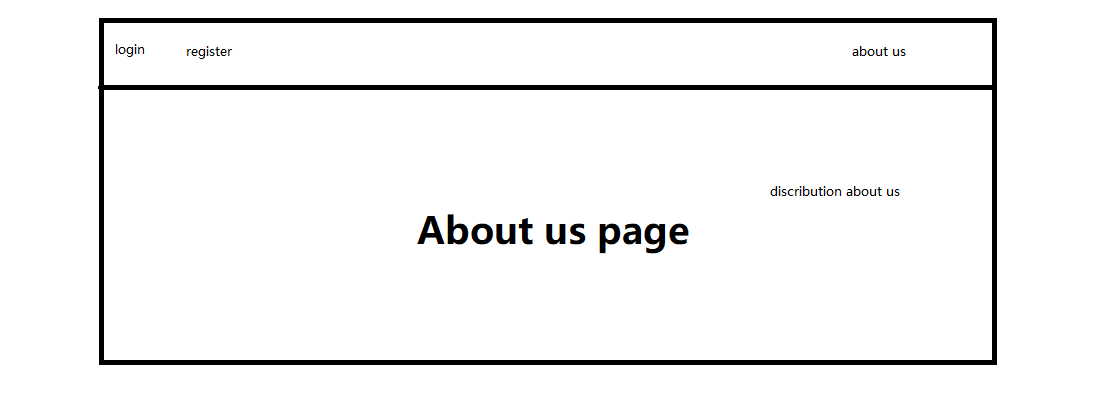 login
register
about us
discribution about us
About us page